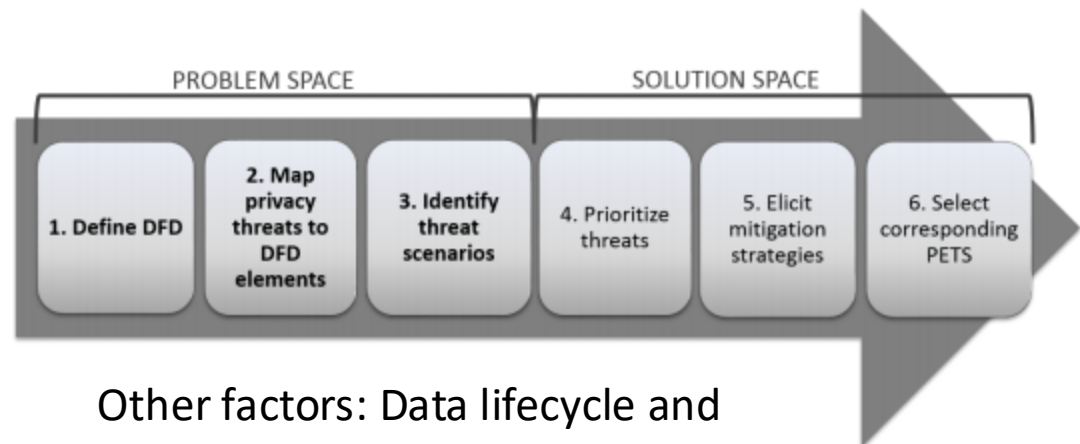 PROBLEM SPACE
SOLUTION SPACE
1. Define DFD
2. Map
privacy
threats to
DFD
elements
3. Identify
threat
scenarios
4. Prioritize
threats
5. Elicit
mitigation
strategies
6. Select
corresponding
PETS
Other factors: Data lifecycle and